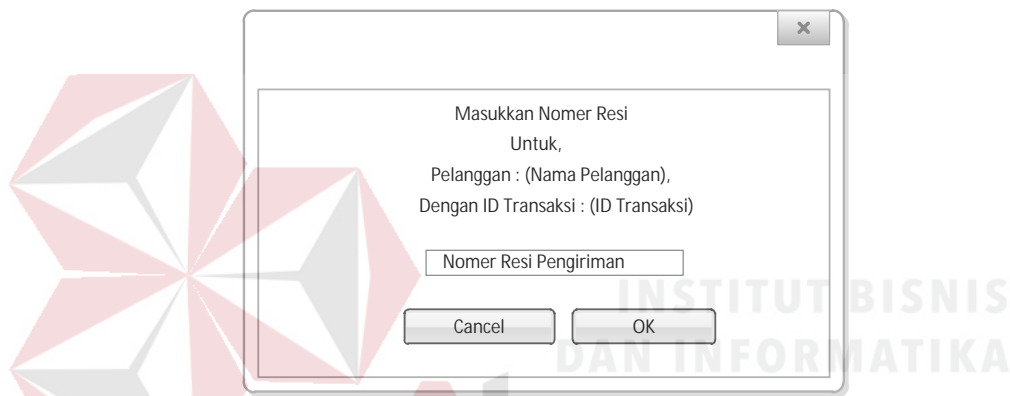 ×
Masukkan Nomer Resi
Untuk,
Pelanggan : (Nama Pelanggan),
Dengan ID Transaksi : (ID Transaksi)
Nomer Resi Pengiriman
Cancel
OK
INSTITUT BISNIS
DAN INFORMATIKA